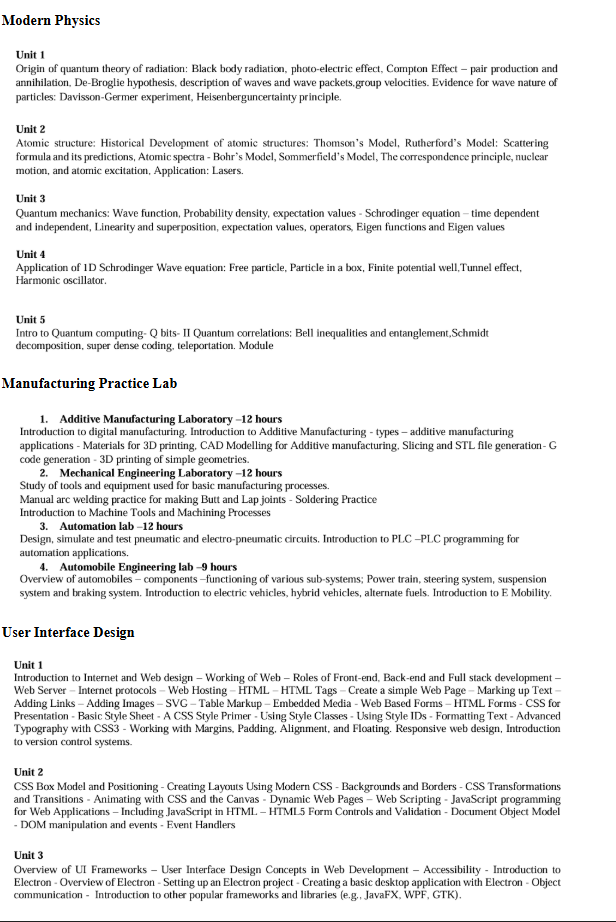 Modern Physics
Unit 1
Origin of quantum theory of radiation: Black body radiation, photo-electric effect, Compton Effect – pair production and
annihilation, De-Broglie hypothesis, description of waves and wave packets,group velocities. Evidence for wave nature of
particles: Davisson-Germer experiment, Heisenberguncertainty principle.
Unit 2
Atomic structure: Historical Development of atomic structures: Thomson's Model, Rutherford's Model: Scattering
formula and its predictions, Atomic spectra - Bohr's Model, Sommerfield's Model, The correspondence principle, nuclear
motion, and atomic excitation, Application: Lasers.
Unit 3
Quantum mechanics: Wave function, Probability density, expectation values - Schrodinger equation – time dependent
and independent, Linearity and superposition, expectation values, operators, Eigen functions and Eigen values
Unit 4
Application of 1D Schrodinger Wave equation: Free particle, Particle in a box, Finite potential well,Tunnel effect,
Harmonic oscillator.
Unit 5
Intro to Quantum computing- Q bits- II Quantum correlations: Bell inequalities and entanglement,Schmidt
decomposition, super dense coding, teleportation. Module
Manufacturing Practice Lab
1. Additive Manufacturing Laboratory –12 hours
Introduction to digital manufacturing. Introduction to Additive Manufacturing - types – additive manufacturing
applications - Materials for 3D printing, CAD Modelling for Additive manufacturing, Slicing and STL file generation- G
code generation - 3D printing of simple geometries.
2. Mechanical Engineering Laboratory –12 hours
Study of tools and equipment used for basic manufacturing processes.
Manual arc welding practice for making Butt and Lap joints - Soldering Practice
Introduction to Machine Tools and Machining Processes
3. Automation lab –12 hours
Design, simulate and test pneumatic and electro-pneumatic circuits. Introduction to PLC –PLC programming for
automation applications.
4. Automobile Engineering lab –9 hours
Overview of automobiles – components –functioning of various sub-systems; Power train, steering system, suspension
system and braking system. Introduction to electric vehicles, hybrid vehicles, alternate fuels. Introduction to E Mobility.
User Interface Design
Unit 1
Introduction to Internet and Web design – Working of Web – Roles of Front-end, Back-end and Full stack development –
Web Server – Internet protocols – Web Hosting – HTML – HTML Tags – Create a simple Web Page – Marking up Text –
Adding Links – Adding Images – SVG – Table Markup – Embedded Media - Web Based Forms – HTML Forms - CSS for
Presentation - Basic Style Sheet - A CSS Style Primer - Using Style Classes - Using Style IDs - Formatting Text - Advanced
Typography with CSS3 - Working with Margins, Padding, Alignment, and Floating. Responsive web design, Introduction
to version control systems.
Unit 2
CSS Box Model and Positioning - Creating Layouts Using Modern CSS - Backgrounds and Borders - CSS Transformations
and Transitions - Animating with CSS and the Canvas - Dynamic Web Pages – Web Scripting - JavaScript programming
for Web Applications – Including JavaScript in HTML – HTML5 Form Controls and Validation - Document Object Model
- DOM manipulation and events - Event Handlers
Unit 3
Overview of UI Frameworks – User Interface Design Concepts in Web Development – Accessibility - Introduction to
Electron - Overview of Electron - Setting up an Electron project - Creating a basic desktop application with Electron - Object
communication - Introduction to other popular frameworks and libraries (e.g., JavaFX, WPF, GTK).